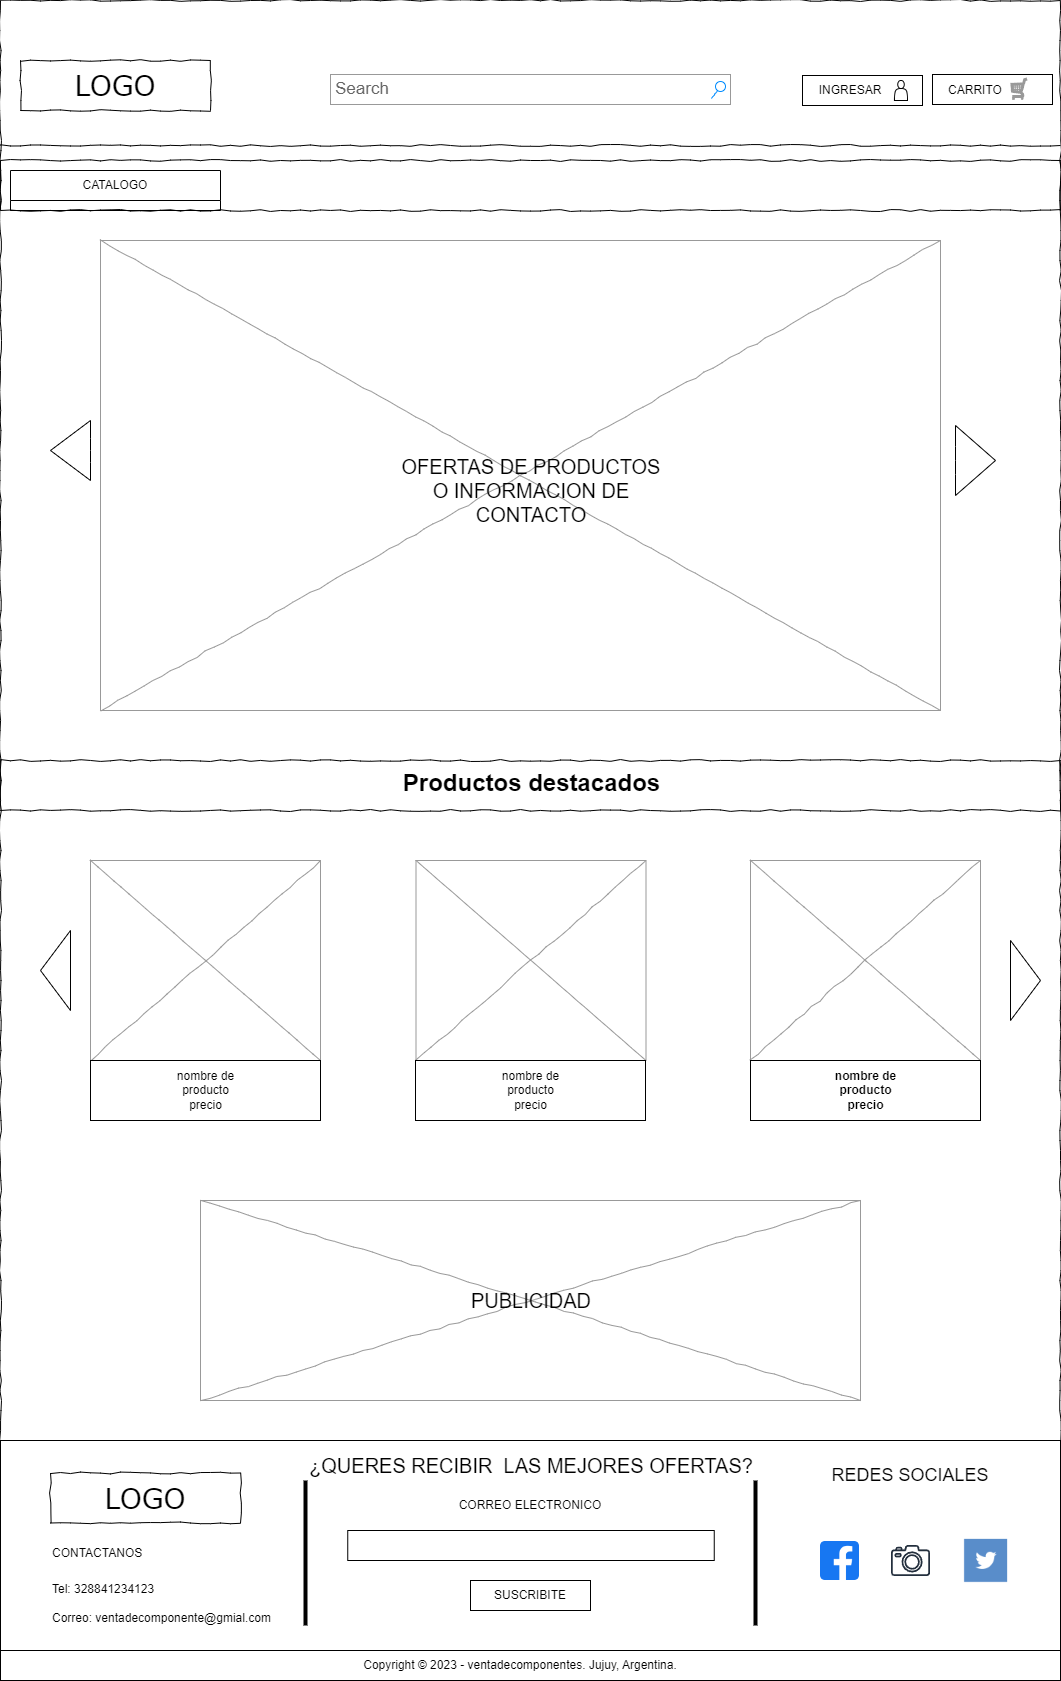 LOGO
Search
INGRESAR
CARRITO
CATALOGO
OFERTAS DE PRODUCTOS
O INFORMACION DE
CONTACTO
Productos destacados
nombre de
producto
precio
nombre de
producto
precio
nombre de
producto
precio
PUBLICIDAD
LOGO
CONTACTANOS
Tel: 328841234123
Correo: ventadecomponente@gmial.com
¿QUERES RECIBIR  LAS MEJORES OFERTAS?
CORREO ELECTRONICO
SUSCRIBITE
REDES SOCIALES
Copyright © 2023 - ventadecomponentes. Jujuy, Argentina.